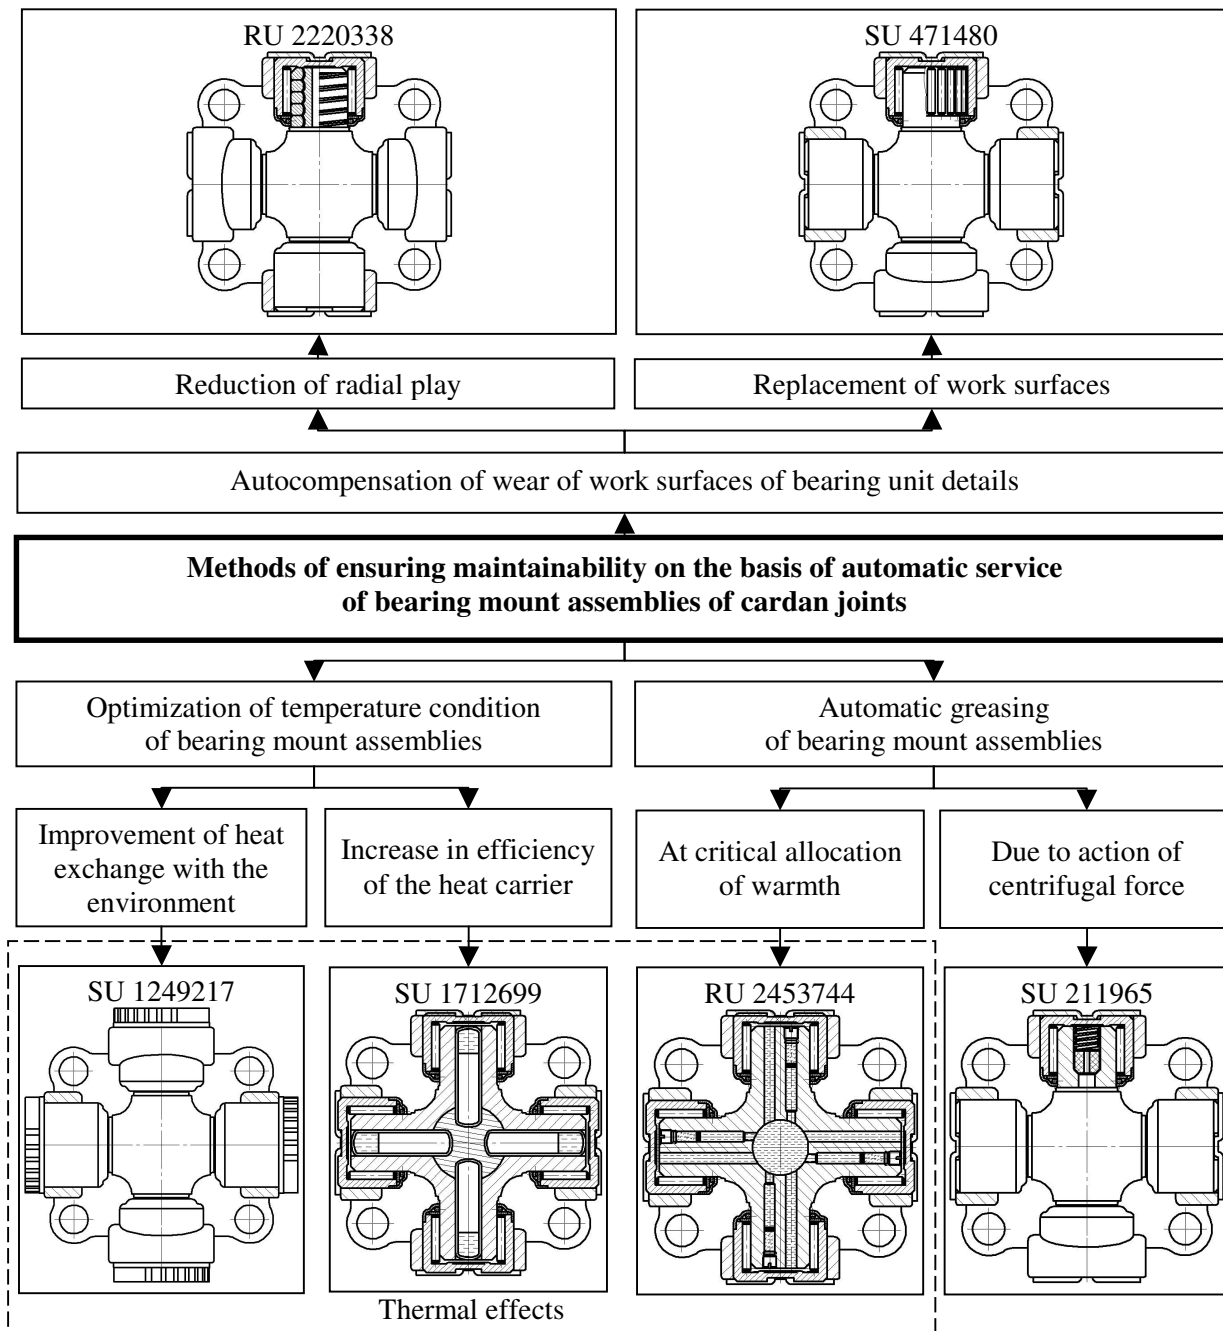 RU 2220338
SU 471480
Reduction of radial play
Replacement of work surfaces
Autocompensation of wear of work surfaces of bearing unit details
Methods of ensuring maintainability on the basis of automatic service
of bearing mount assemblies of cardan joints
Optimization of temperature condition
of bearing mount assemblies
Automatic greasing
of bearing mount assemblies
Improvement of heat
exchange with the
environment
Increase in efficiency
of the heat carrier
At critical allocation
of warmth
Due to action of
centrifugal force
SU 1249217
SU 1712699
RU 2453744
SU 211965
Thermal effects